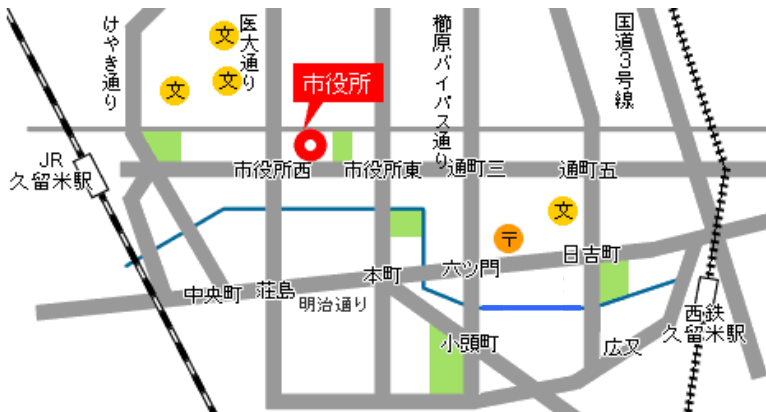 けやき通り
医大通り
櫛原バイパス通り
国道3号線
文
文
文
市役所
JR
久留米駅
市役所西
市役所東
通町三
通町五
文
〒
中央町
荘島
本町
六ツ門
日吉町
明治通り
小頭町
広又
西鉄
久留米駅